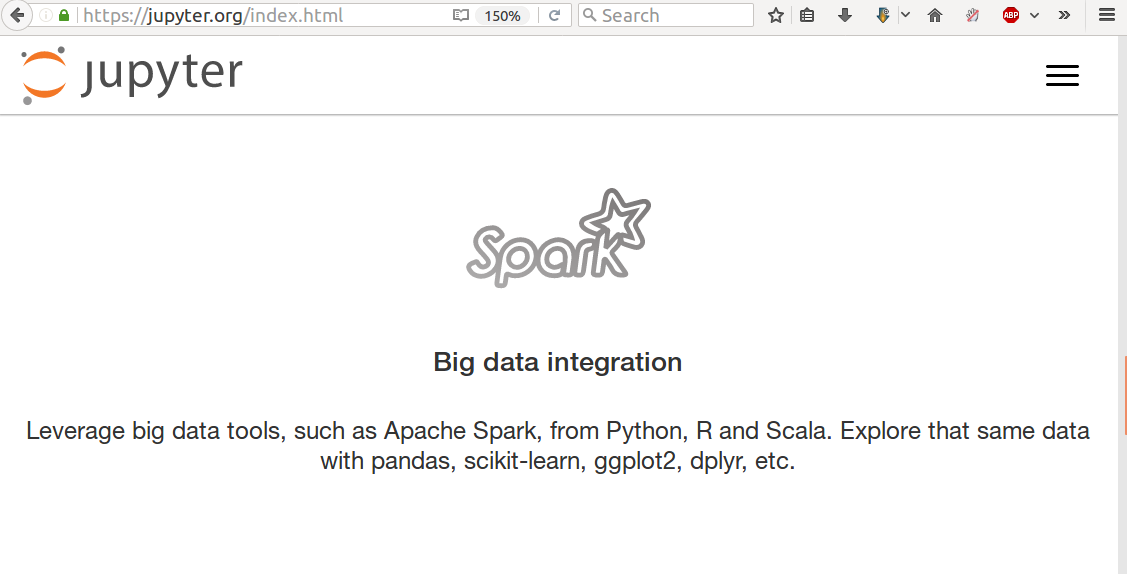 https://jupyter.org/index.html 150% Search ABP
jupyter
Spark
Big data integration
Leverage big data tools, such as Apache Spark, from Python, R and Scala. Explore that same data
with pandas, scikit-learn, ggplot2, dplyr, etc.